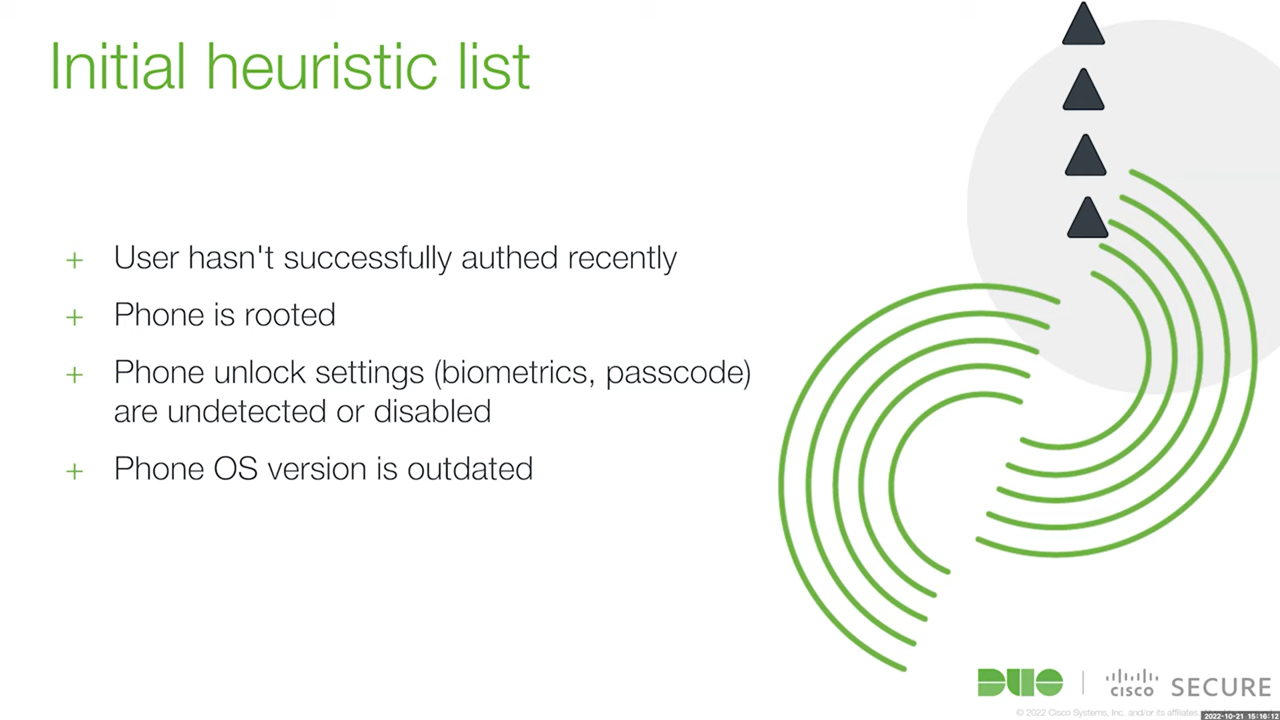 Initial heuristic list
+ User hasn't successfully authed recently
+ Phone is rooted
+ Phone unlock settings (biometrics, passcode)
are undetected or disabled
+ Phone OS version is outdated
DUO | cisco SECURE
© 2022 Cisco Systems, Inc. and/or its affiliates.
2022-10-21 15:16:12